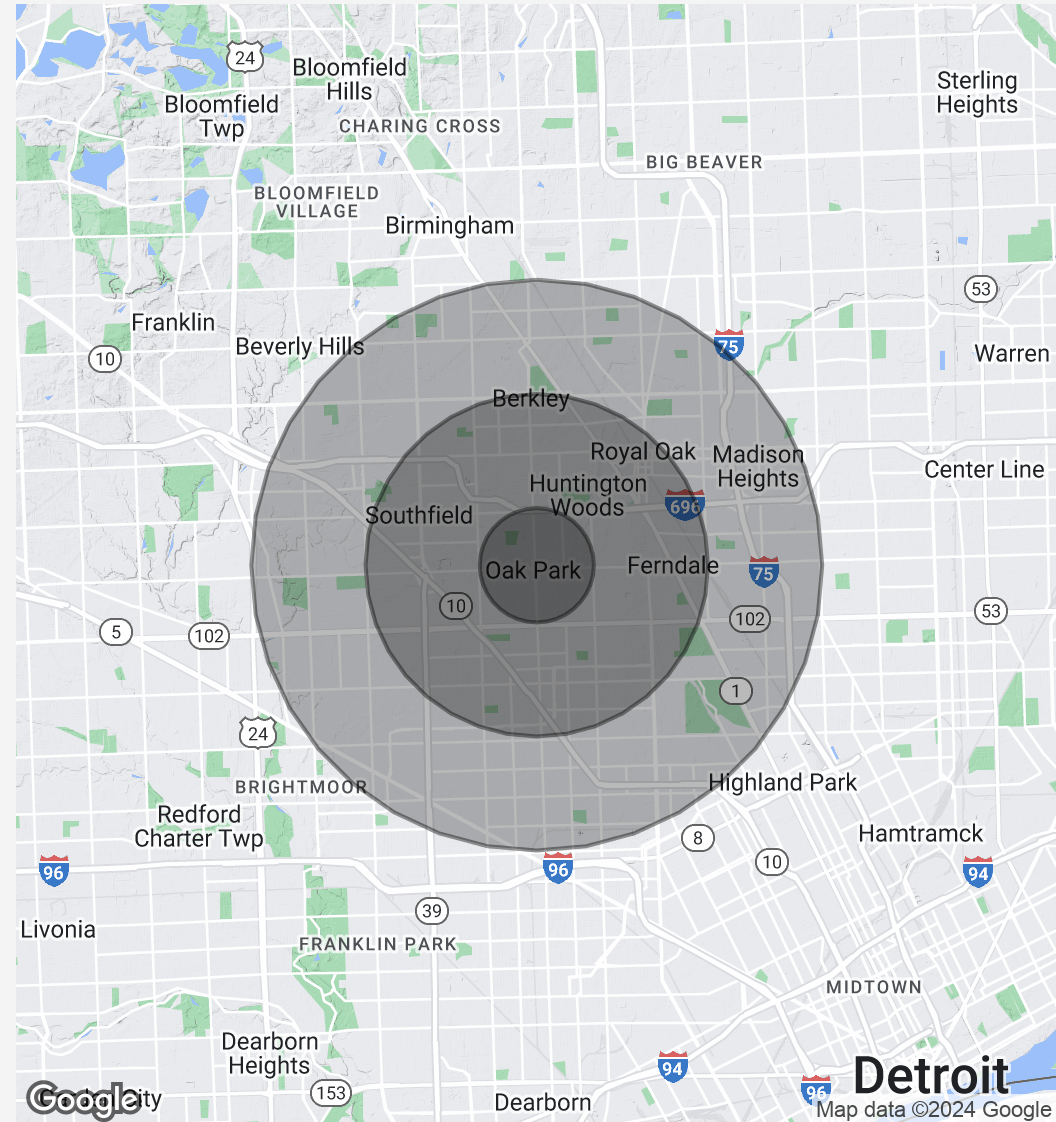 24
Bloomfield
Hills
Sterling
Heights
Bloomfield
Twp
CHARING CROSS
BIG BEAVER
BLOOMFIELD
VILLAGE
Birmingham
53
Franklin
10
Beverly Hills
75
Warren
Berkley
Royal Oak
Madison
Heights
Center Line
Huntington
Woods
696
Southfield
Oak Park
Ferndale
75
10
53
102
5
102
1
24
Highland Park
BRIGHTMOOR
Redford
Charter Twp
Hamtramck
8
10
96
96
94
39
Livonia
FRANKLIN PARK
MIDTOWN
Dearborn
Heights
94
Detroit
96
153
Garden City
Google
Dearborn
Map data ©2024 Google